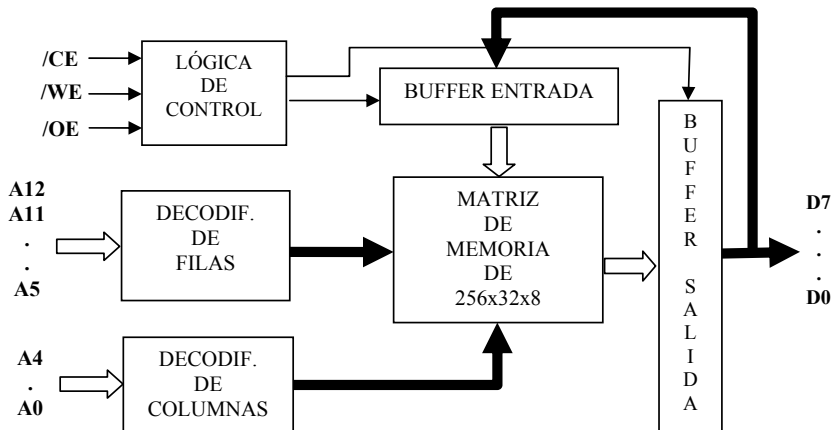 /CE
/WE
/OE
LÓGICA
DE
CONTROL
BUFFER ENTRADA
A12
A11
.
.
A5
DECODIF.
DE
FILAS
MATRIZ
DE
MEMORIA
DE
256x32x8
B
U
F
F
E
R
S
A
L
I
D
A
D7
.
.
.
D0
A4
.
A0
DECODIF.
DE
COLUMNAS